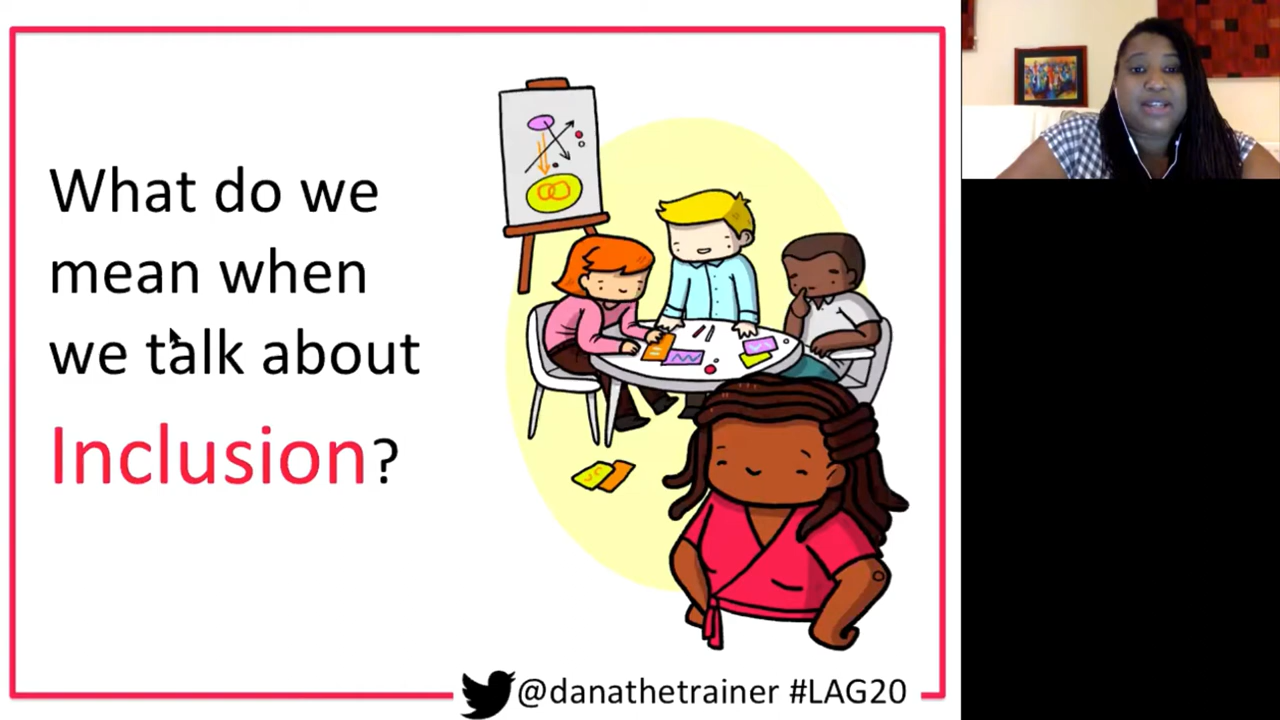 What do we
mean when
we talk about
Inclusion?
@danathetrainer #LAG20